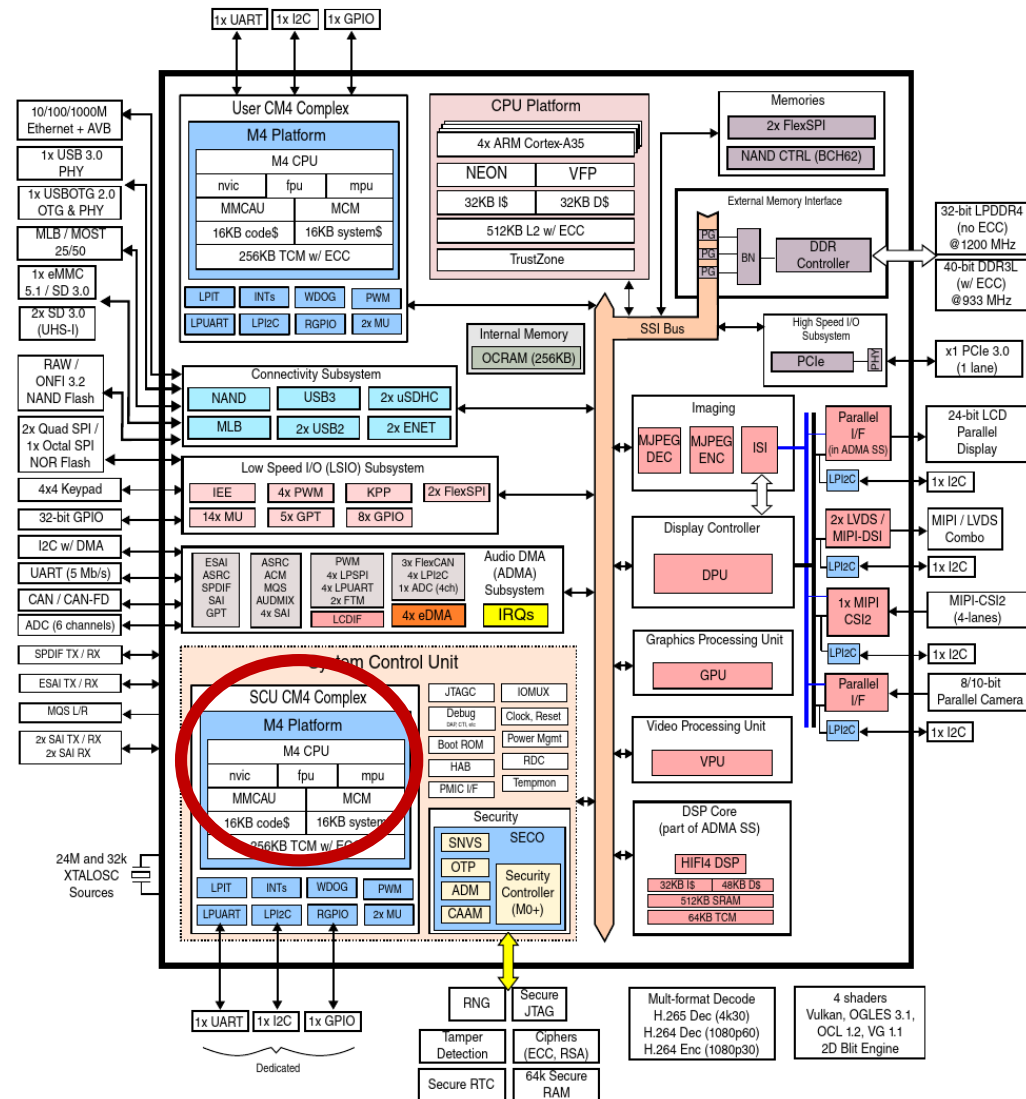 1x UART
1x I2C
1x GPIO
10/100/1000M
Ethernet + AVB
1x USB 3.0
PHY
1x USBOTG 2.0
OTG & PHY
MLB / MOST
25/50
1x eMMC
5.1 / SD 3.0
2x SD 3.0
(UHS-I)
RAW /
ONFI 3.2
NAND Flash
2x Quad SPI /
1x Octal SPI
NOR Flash
4x4 Keypad
32-bit GPIO
I2C w/ DMA
UART (5 Mb/s)
CAN / CAN-FD
ADC (6 channels)
SPDIF TX / RX
ESAI TX / RX
MQS L/R
2x SAI TX / RX
2x SAI RX
24M and 32k
XTALOSC
Sources
User CM4 Complex
M4 Platform
M4 CPU
nvic
fpu
mpu
MMCAU
MCM
16KB code$
16KB system$
256KB TCM w/ ECC
LPIT
INTs
WDOG
PWM
LPUART
LPI2C
RGPIO
2x MU
CPU Platform
4x ARM Cortex-A35
NEON
VFP
32KB I$
32KB D$
512KB L2 w/ ECC
TrustZone
Internal Memory
OCRAM (256KB)
Memories
2x FlexSPI
NAND CTRL (BCH62)
External Memory Interface
PG
PG
PG
BN
DDR
Controller
SSI Bus
32-bit LPDDR4
(no ECC)
@1200 MHz
40-bit DDR3L
(w/ ECC)
@933 MHz
High Speed I/O
Subsystem
PCIe
PHY
x1 PCIe 3.0
(1 lane)
Connectivity Subsystem
NAND
USB3
2x uSDHC
MLB
2x USB2
2x ENET
Low Speed I/O (LSIO) Subsystem
IEE
4x PWM
KPP
2x FlexSPI
14x MU
5x GPT
8x GPIO
ESAI
ASRC
SPDIF
SAI
GPT
ASRC
ACM
MQS
AUDMIX
4x SAI
PWM
4x LPSPI
4x LPUART
2x FTM
LCDIF
3x FlexCAN
4x LPI2C
1x ADC (4ch)
4x eDMA
Audio DMA
(ADMA)
Subsystem
IRQs
Imaging
MJPEG
DEC
MJPEG
ENC
ISI
Display Controller
DPU
Graphics Processing Unit
GPU
Video Processing Unit
VPU
DSP Core
(part of ADMA SS)
HIFI4 DSP
32KB I$
48KB D$
512KB SRAM
64KB TCM
Parallel
I/F
(in ADMA SS)
LPI2C
2x LVDS /
MIPI-DSI
LPI2C
1x MIPI
CSI2
LPI2C
Parallel
I/F
LPI2C
24-bit LCD
Parallel
Display
1x I2C
MIPI / LVDS
Combo
1x I2C
MIPI-CSI2
(4-lanes)
1x I2C
8/10-bit
Parallel Camera
1x I2C
System Control Unit
SCU CM4 Complex
M4 Platform
M4 CPU
nvic
fpu
mpu
MMCAU
MCM
16KB code$
16KB system
256KB TCM w/ ECC
LPIT
INTs
WDOG
PWM
LPUART
LPI2C
RGPIO
2x MU
JTAGC
IOMUX
Debug
DAP, CTI, etc
Clock, Reset
Boot ROM
Power Mgmt
HAB
RDC
PMIC I/F
Tempmon
Security
SNVS
OTP
ADM
CAAM
SECO
Security
Controller
(M0+)
1x UART
1x I2C
1x GPIO
Dedicated
RNG
Secure
JTAG
Tamper
Detection
Ciphers
(ECC, RSA)
Secure RTC
64k Secure
RAM
Mult-format Decode
H.265 Dec (4k30)
H.264 Dec (1080p60)
H.264 Enc (1080p30)
4 shaders
Vulkan, OGLES 3.1,
OCL 1.2, VG 1.1
2D Blit Engine